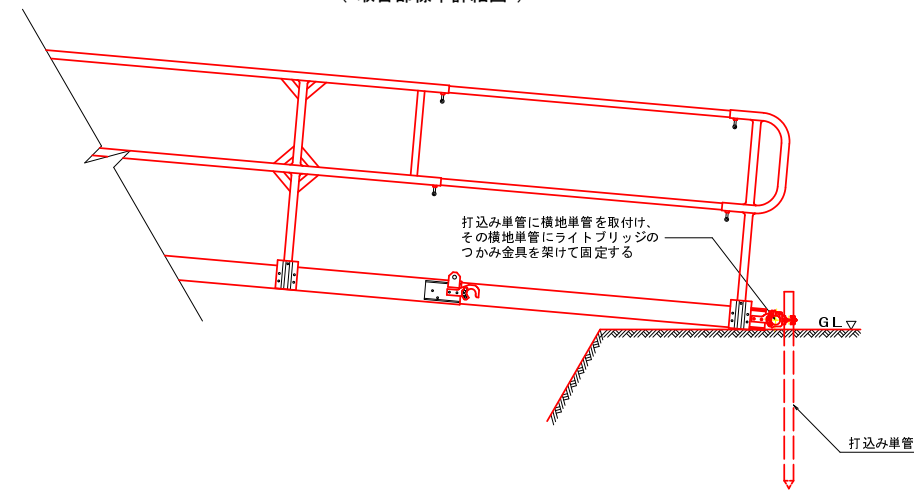 打込み単管に横地単管を取付け、
その横地単管にライトブリッジの
つかみ金具を架けて固定する
GL
打込み単管